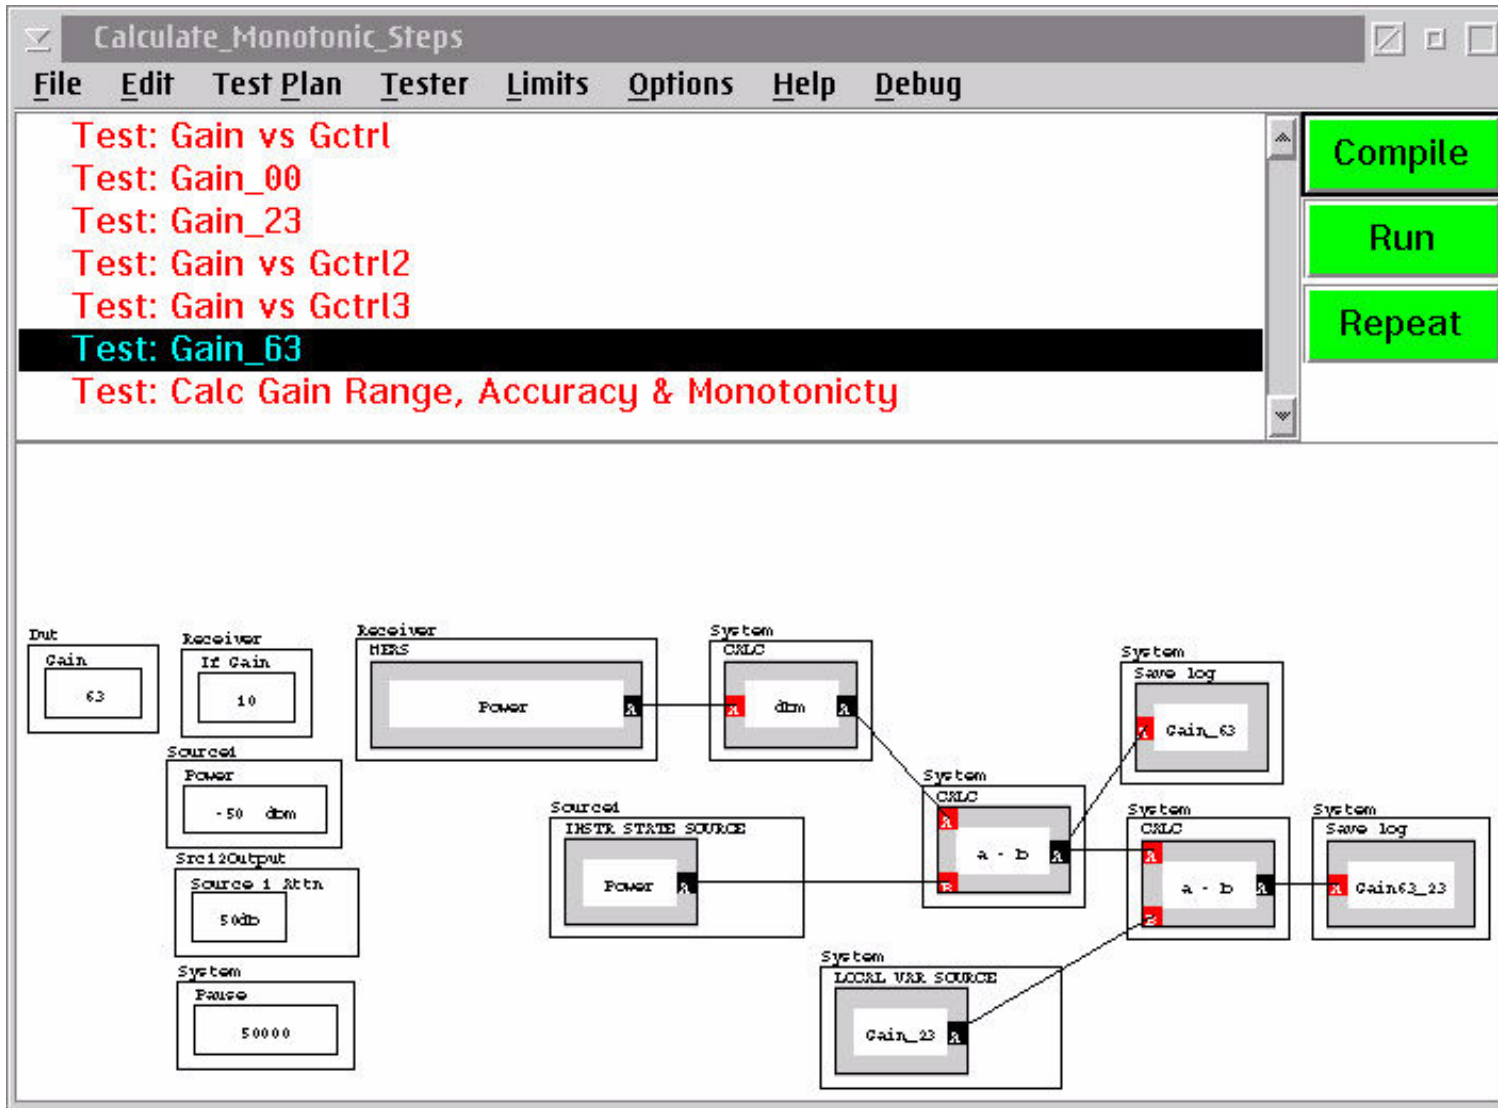 Calculate_Monotonic_Steps
File Edit Test Plan Tester Limits Options Help Debug
Test: Gain vs Gctrl
Test: Gain_00
Test: Gain_23
Test: Gain vs Gctrl2
Test: Gain vs Gctrl3
Test: Gain_63
Test: Calc Gain Range, Accuracy & Monotonicty
Compile
Run
Repeat
Dut
Gain
63
Receiver
If Gain
10
Source1
Power
-50 dbm
Src12Output
Source 1 Attn
50db
System
Pause
50000
Receiver
MEAS
Power
A
System
CALC
A
dbm
A
Source1
INSTR STATE SOURCE
Power
A
System
CALC
A
B
a - b
A
System
Save log
A
Gain_63
System
CALC
A
B
a - b
A
System
Save log
A
Gain63_23
System
LOCAL VAR SOURCE
Gain_23
A